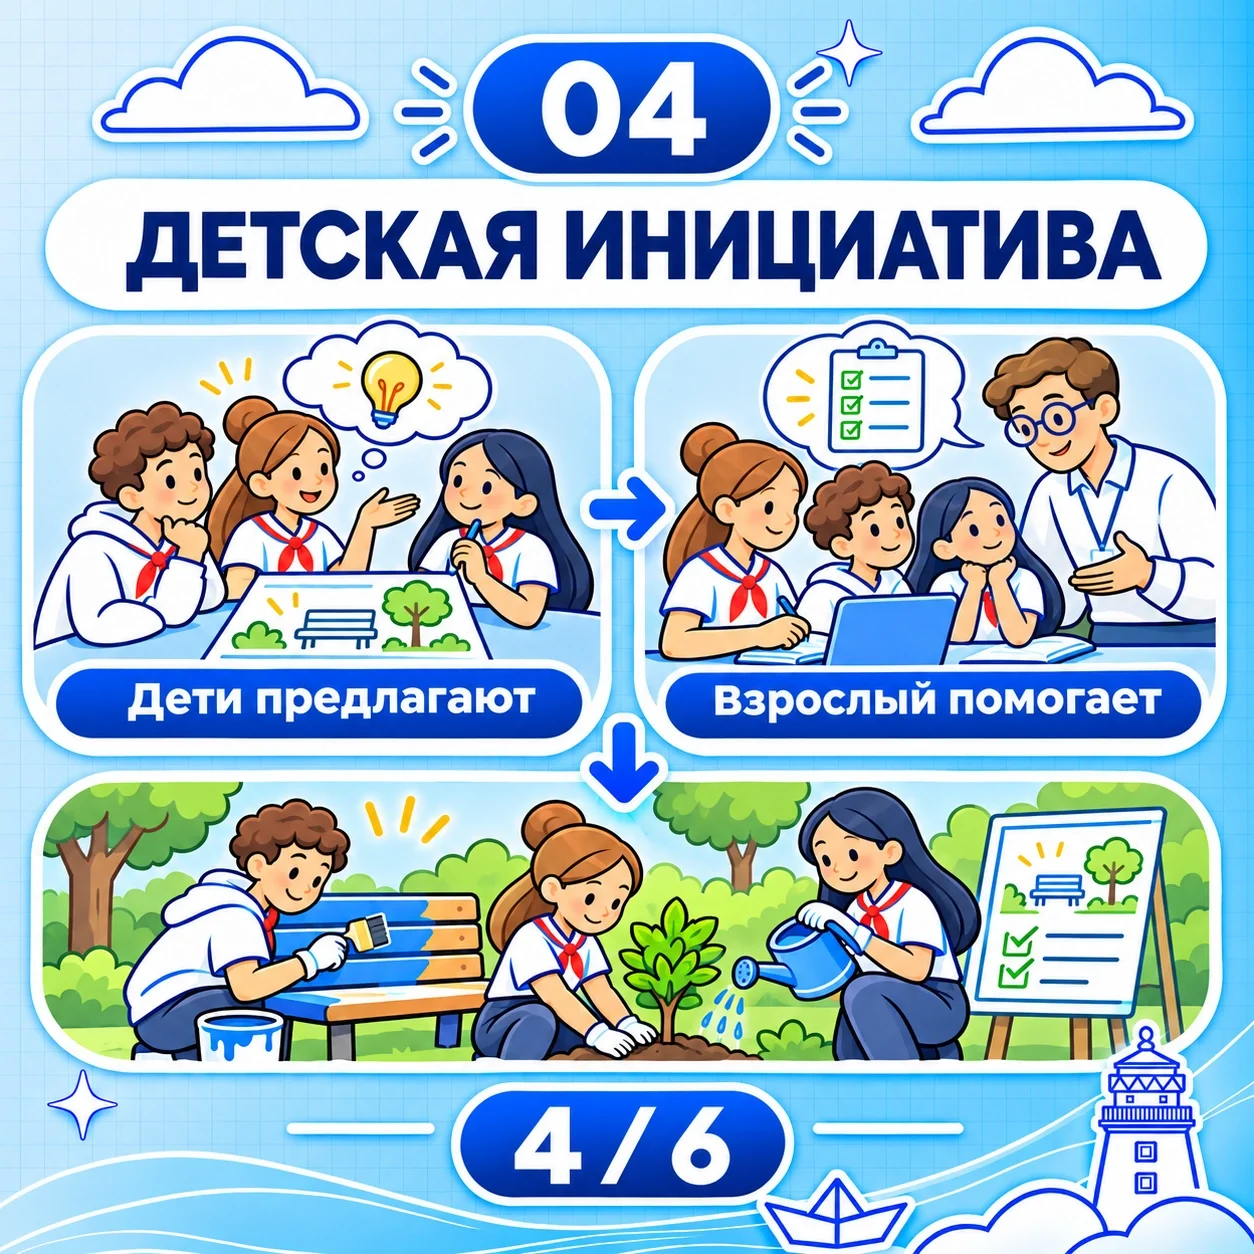 04
ДЕТСКАЯ ИНИЦИАТИВА
Дети предлагают
Взрослый помогает
4/6